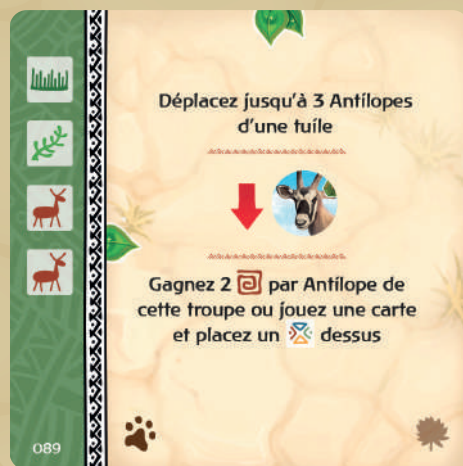 Déplacez jusqu'à 3 Antilopes
d'une tuile
Gagnez 2 par Antilope de
cette troupe ou jouez une carte
et placez un dessus
089